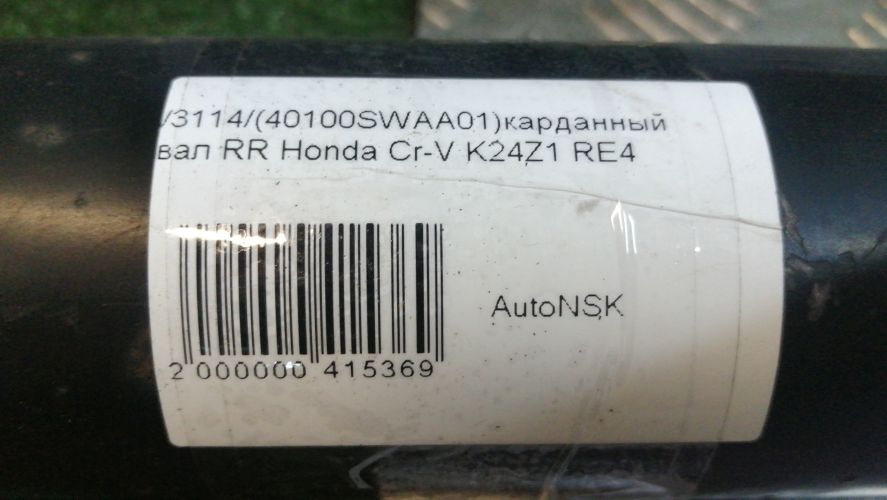 /3114/(40100SWAA01)карданный
вал RR Honda Cr-V K24Z1 RE4
AutoNSK
2 000000 415369